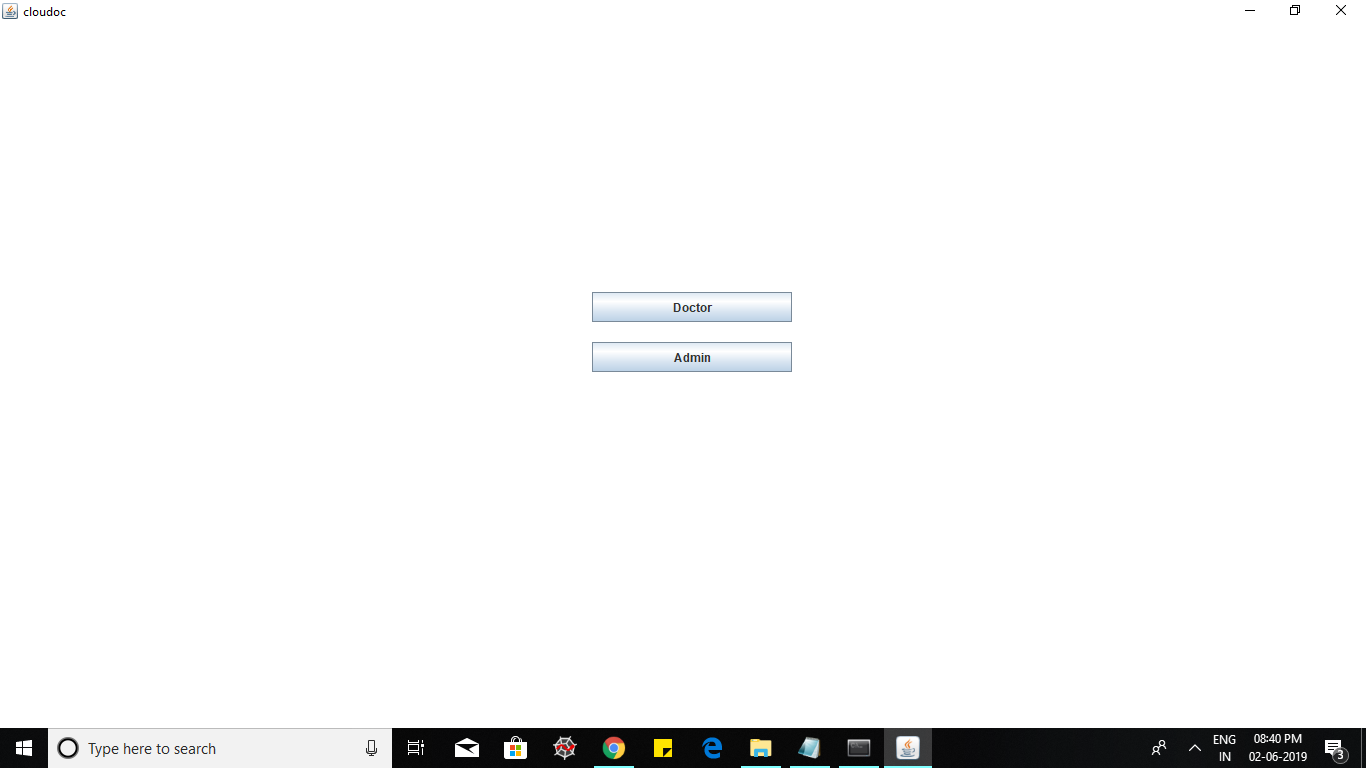 cloudoc
Doctor
Admin
Type here to search
ENG
IN
08:40 PM
02-06-2019
3